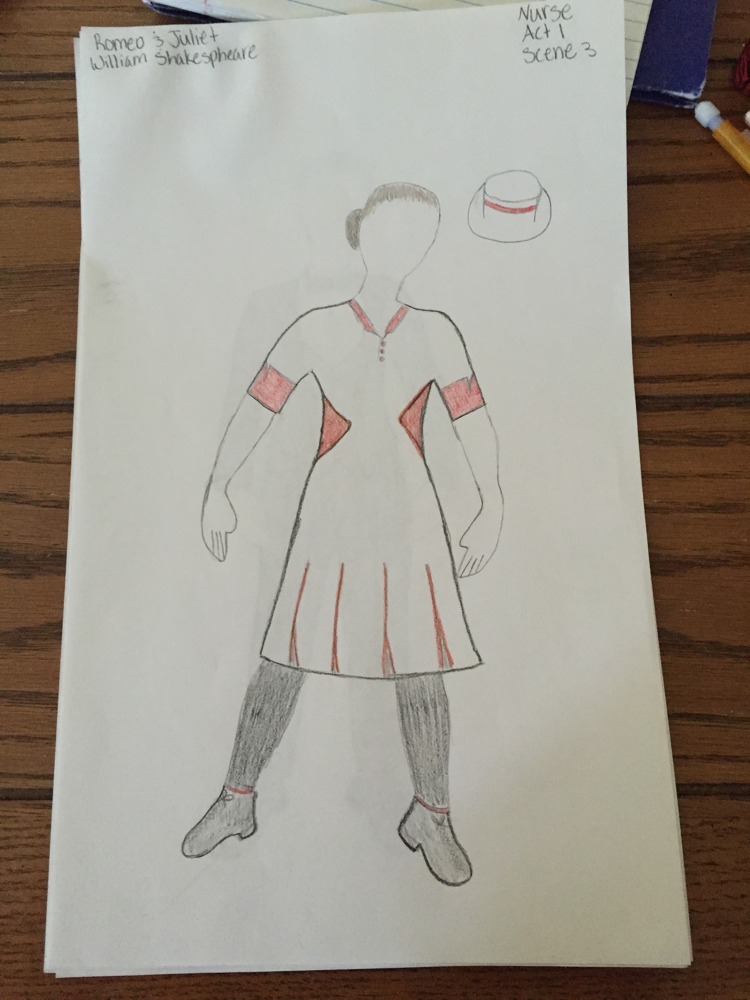 Romeo & Juliet
William Shakespheare
Nurse
Act 1
Scene 3